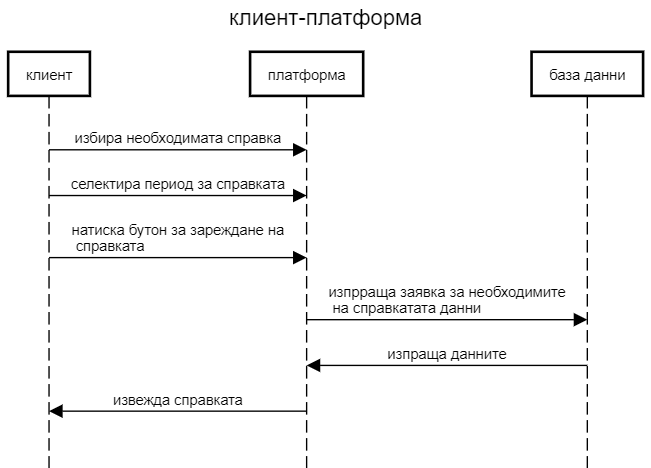 клиент-платформа
клиент
платформа
база данни
избира необходимата справка
селектира период за справката
натиска бутон за зареждане на
справката
изпрраща заявка за необходимите
на справкатата данни
изпраща данните
извежда справката